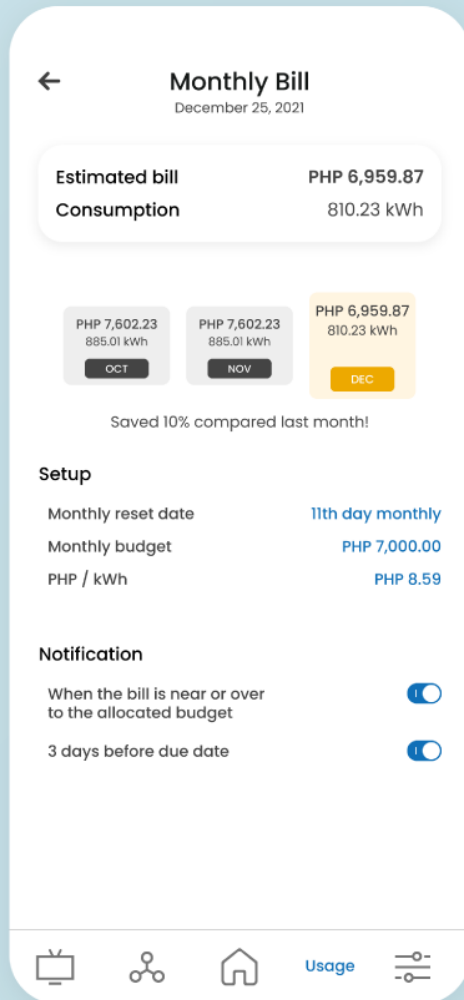 Monthly Bill
December 25, 2021
Estimated bill PHP 6,959.87
Consumption 810.23 kWh
PHP 7,602.23
885.01 kWh
OCT
PHP 7,602.23
885.01 kWh
NOV
PHP 6,959.87
810.23 kWh
DEC
Saved 10% compared last month!
Setup
Monthly reset date 11th day monthly
Monthly budget PHP 7,000.00
PHP / kWh PHP 8.59
Notification
When the bill is near or over
to the allocated budget
3 days before due date
Usage